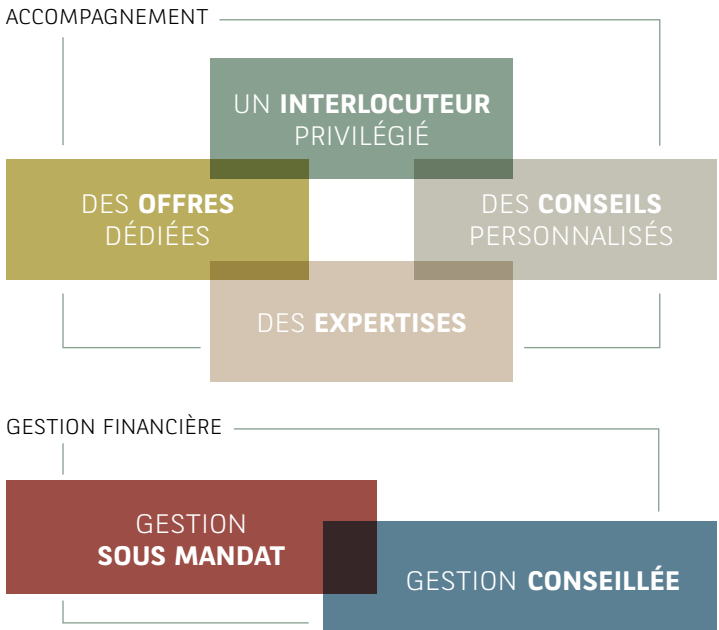 ACCOMPAGNEMENT
UN INTERLOCUTEUR
PRIVILÉGIÉ
DES OFFRES
DÉDIÉES
DES CONSEILS
PERSONNALISÉS
DES EXPERTISES
GESTION FINANCIÈRE
GESTION
SOUS MANDAT
GESTION CONSEILLÉE